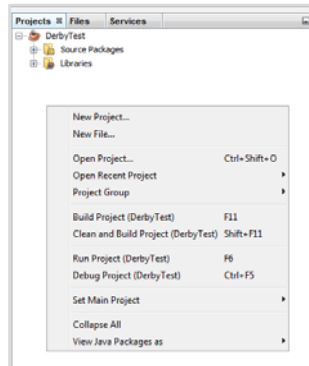 Projects Files Services
DerbyTest
Source Packages
Libraries
New Project...
New File...
Open Project... Ctrl+Shift+O
Open Recent Project
Project Group
Build Project (DerbyTest) F11
Clean and Build Project (DerbyTest) Shift+F11
Run Project (DerbyTest) F6
Debug Project (DerbyTest) Ctrl+F5
Set Main Project
Collapse All
View Java Packages as